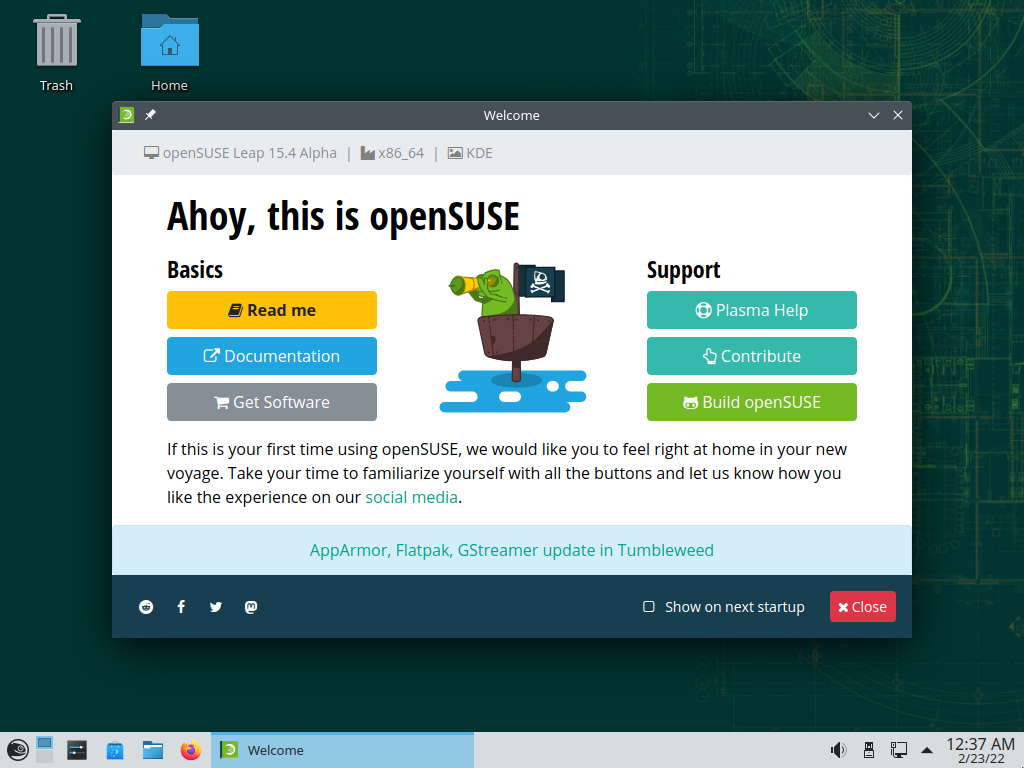 Trash
Home
Welcome
openSUSE Leap 15.4 Alpha | x86_64 | KDE
Ahoy, this is openSUSE
Basics
Read me
Documentation
Get Software
Support
Plasma Help
Contribute
Build openSUSE
If this is your first time using openSUSE, we would like you to feel right at home in your new
voyage. Take your time to familiarize yourself with all the buttons and let us know how you
like the experience on our social media.
AppArmor, Flatpak, GStreamer update in Tumbleweed
Show on next startup
Close
Welcome
12:37 AM
2/23/22